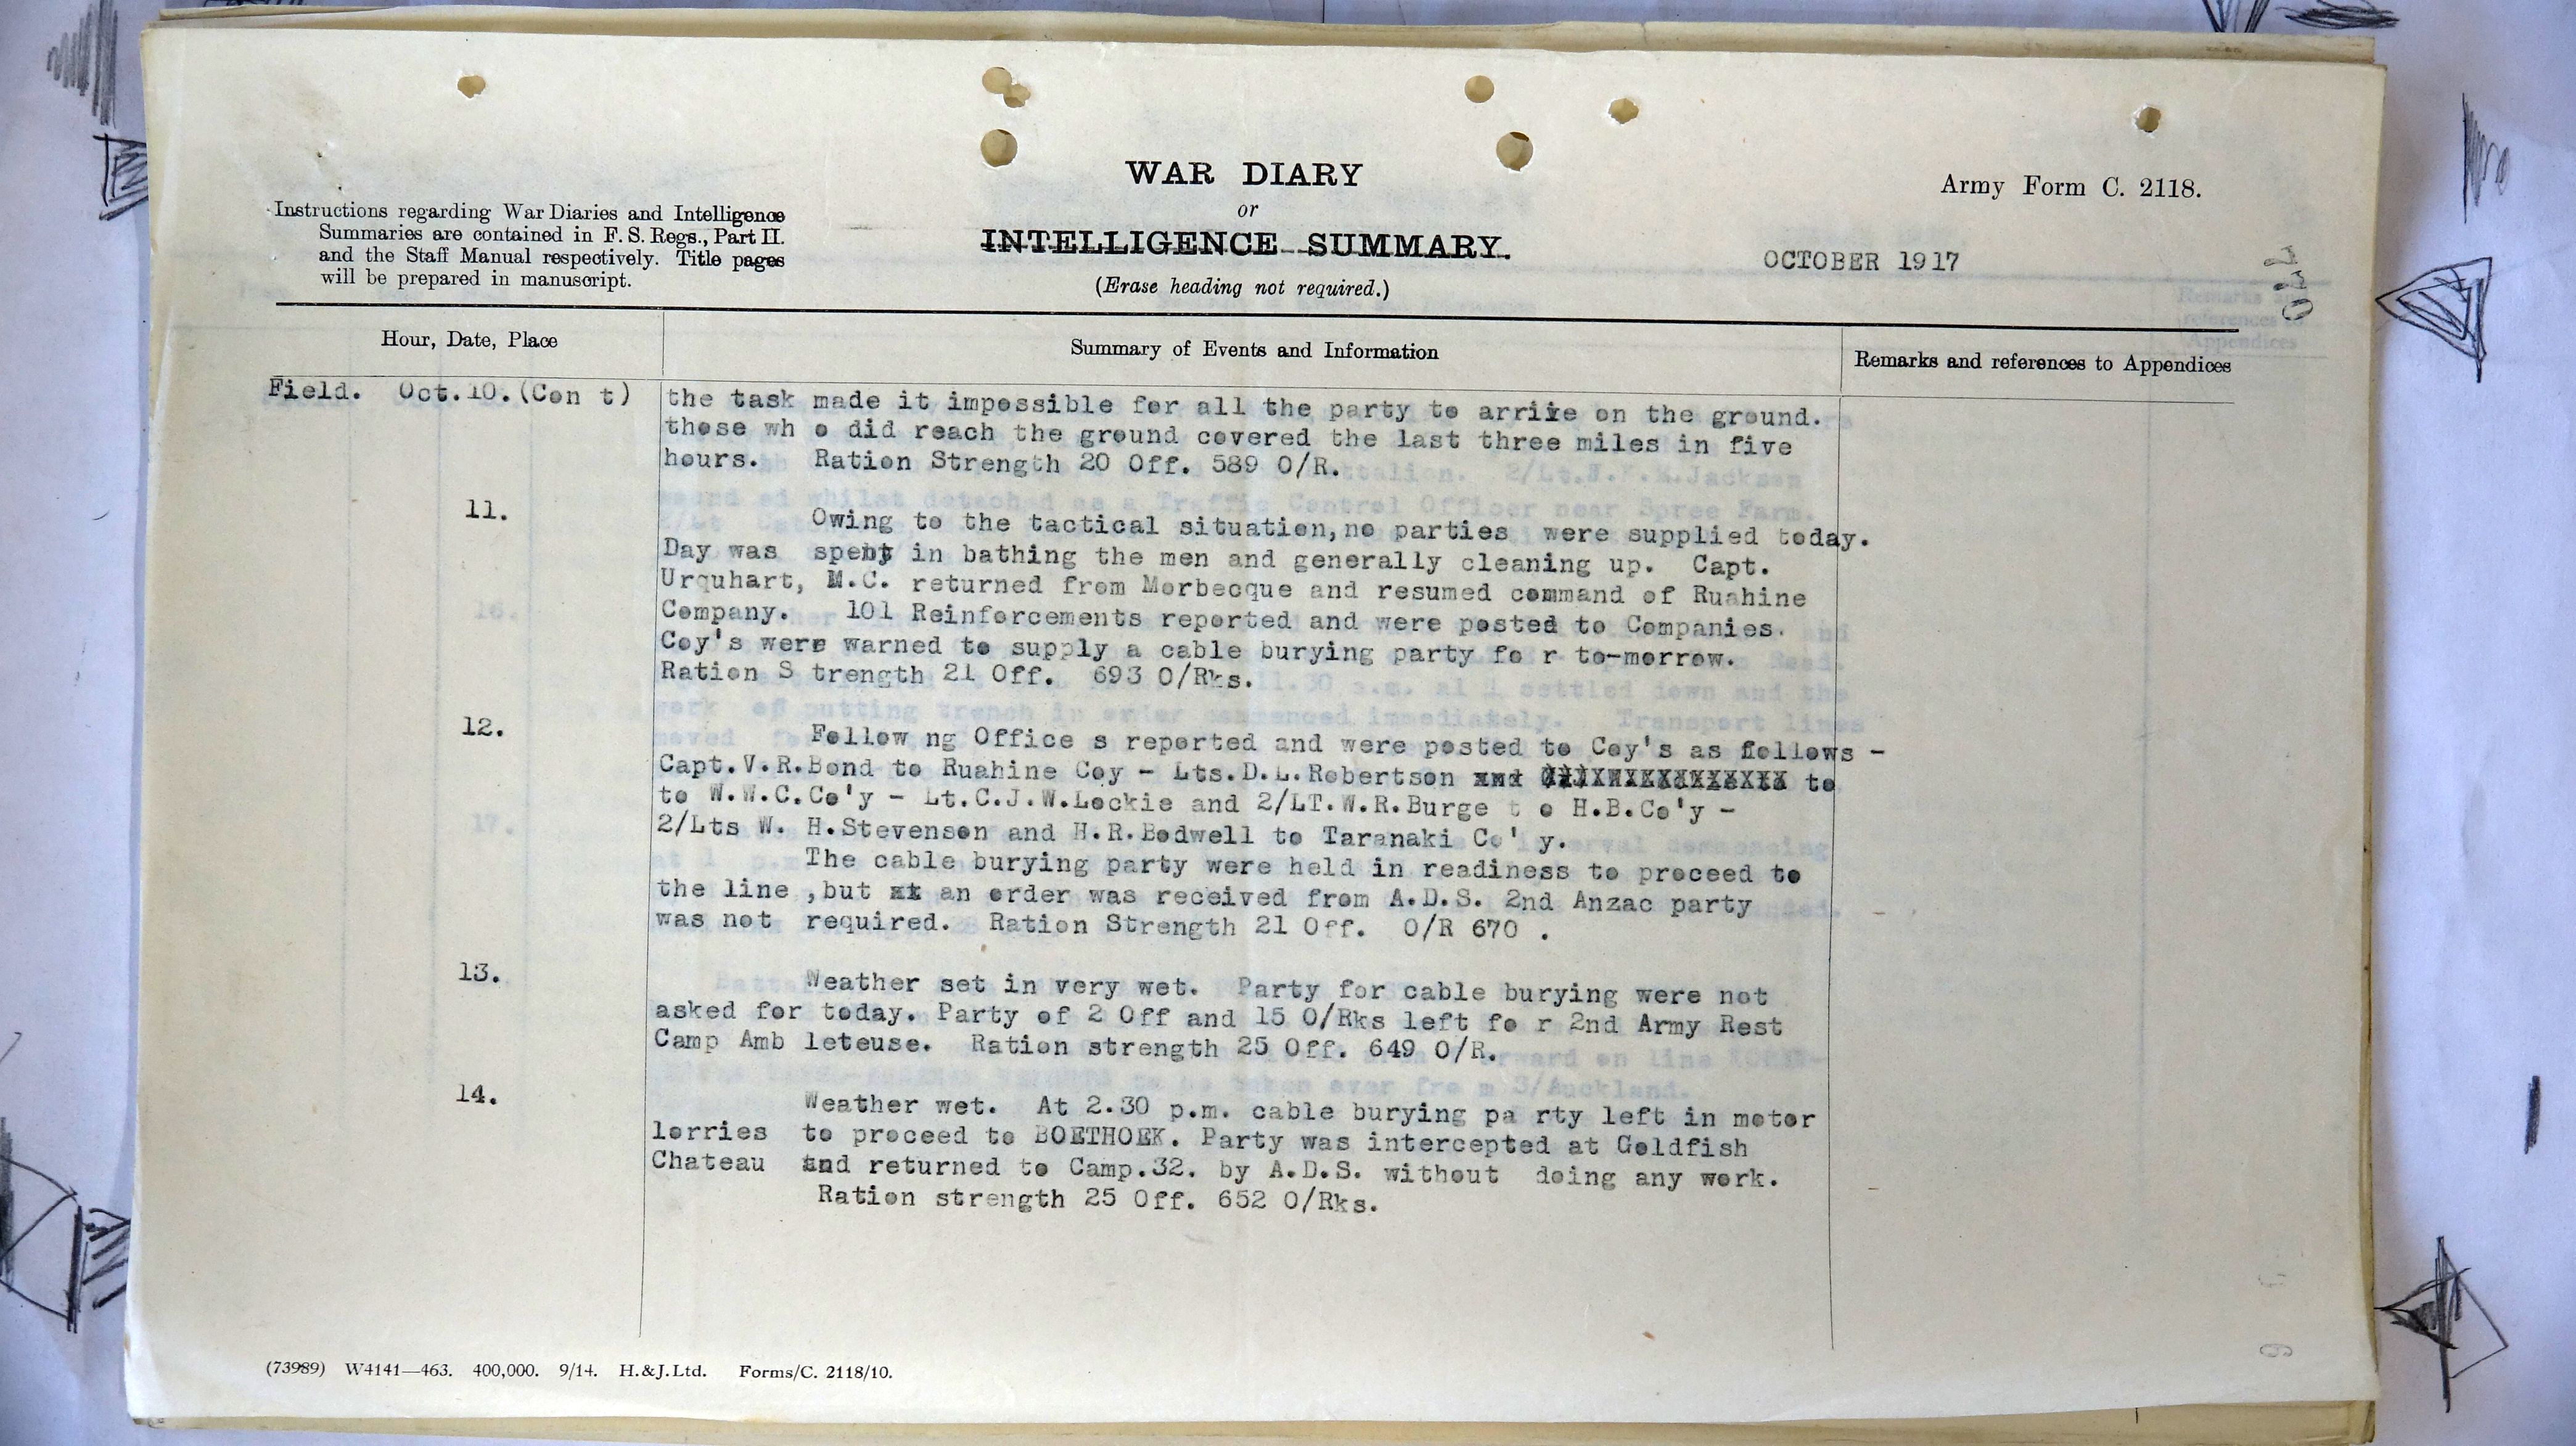 WAR DIARY
or
INTELLIGENCE SUMMARY.
(Erase heading not required.)
Army Form C. 2118.
Instructions regarding War Diaries and Intelligence
Summaries are contained in F. S. Regs., Part II.
and the Staff Manual respectively. Title pages
will be prepared in manuscript.
OCTOBER 1917
Hour, Date, Place
Summary of Events and Information
Remarks and references to Appendices
Field. Oct.10.(Con t)
the task made it impossible for all the party to arrive on the ground.
those wh o did reach the ground covered the last three miles in five
hours. Ration Strength 20 Off. 589 O/R.
11.
Owing to the tactical situation,no parties were supplied today.
Day was spent in bathing the men and generally cleaning up. Capt.
Urquhart, M.C. returned from Morbecque and resumed command of Ruahine
Company. 101 Reinforcements reported and were posted to Companies.
Coy's were warned to supply a cable burying party fo r to-morrow.
Ration S trength 21 Off. 693 O/Rks.
12.
Follow ng Office s reported and were posted to Coy's as follows -
Capt.V.R.Bond to Ruahine Coy - Lts.D.L.Robertson to
to W.W.C.Co'y - Lt.C.J.W.Lockie and 2/LT.W.R.Burge t o H.B.Co'y -
2/Lts W. H.Stevenson and H.R.Bodwell to Taranaki Co' y.
The cable burying party were held in readiness to proceed to
the line ,but an order was received from A.D.S. 2nd Anzac party
was not required. Ration Strength 21 Off. O/R 670 .
13.
Weather set in very wet. Party for cable burying were not
asked for today. Party of 2 Off and 15 O/Rks left fo r 2nd Army Rest
Camp Amb leteuse. Ration strength 25 Off. 649 O/R.
14.
Weather wet. At 2.30 p.m. cable burying pa rty left in motor
lorries to proceed to BOETHOEK. Party was intercepted at Goldfish
Chateau and returned to Camp.32. by A.D.S. without doing any work.
Ration strength 25 Off. 652 O/Rks.
(73989) W4141—463. 400,000. 9/14. H.&J.Ltd. Forms/C. 2118/10.